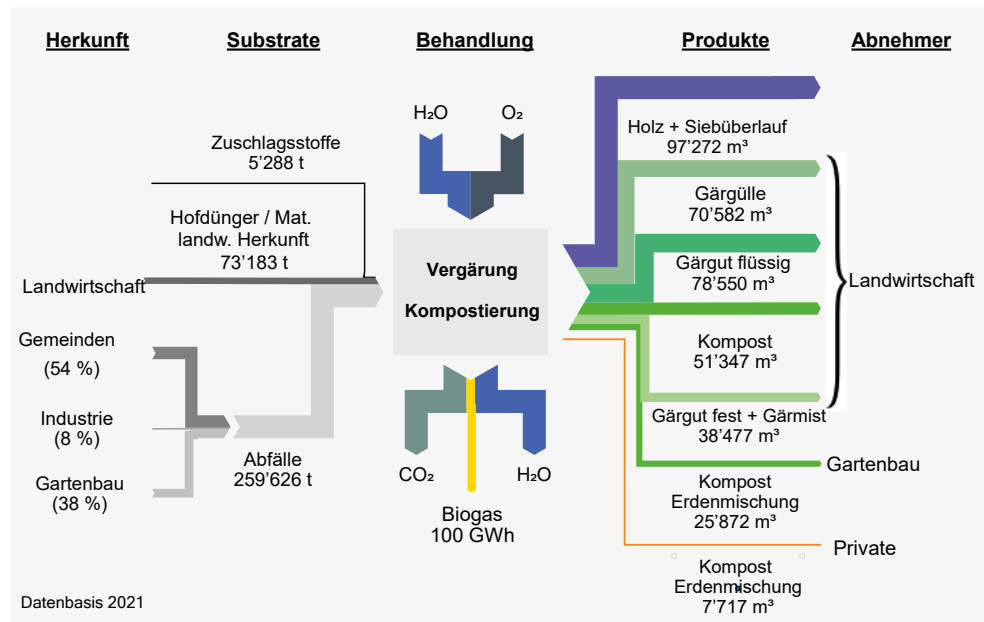 Herkunft
Substrate
Behandlung
Produkte
Abnehmer
H₂O
O₂
Zuschlagsstoffe
5’288 t
Hofdünger / Mat.
landw. Herkunft
73’183 t
Landwirtschaft
Gemeinden
(54 %)
Industrie
(8 %)
Gartenbau
(38 %)
Abfälle
259’626 t
Vergärung
Kompostierung
CO₂
H₂O
Biogas
100 GWh
Holz + Siebüberlauf
97’272 m³
Gärgülle
70’582 m³
Gärgut flüssig
78’550 m³
Kompost
51’347 m³
Gärgut fest + Gärmist
38’477 m³
Landwirtschaft
Gartenbau
Kompost
Erdenmischung
25’872 m³
Private
Kompost
Erdenmischung
7’717 m³
Datenbasis 2021